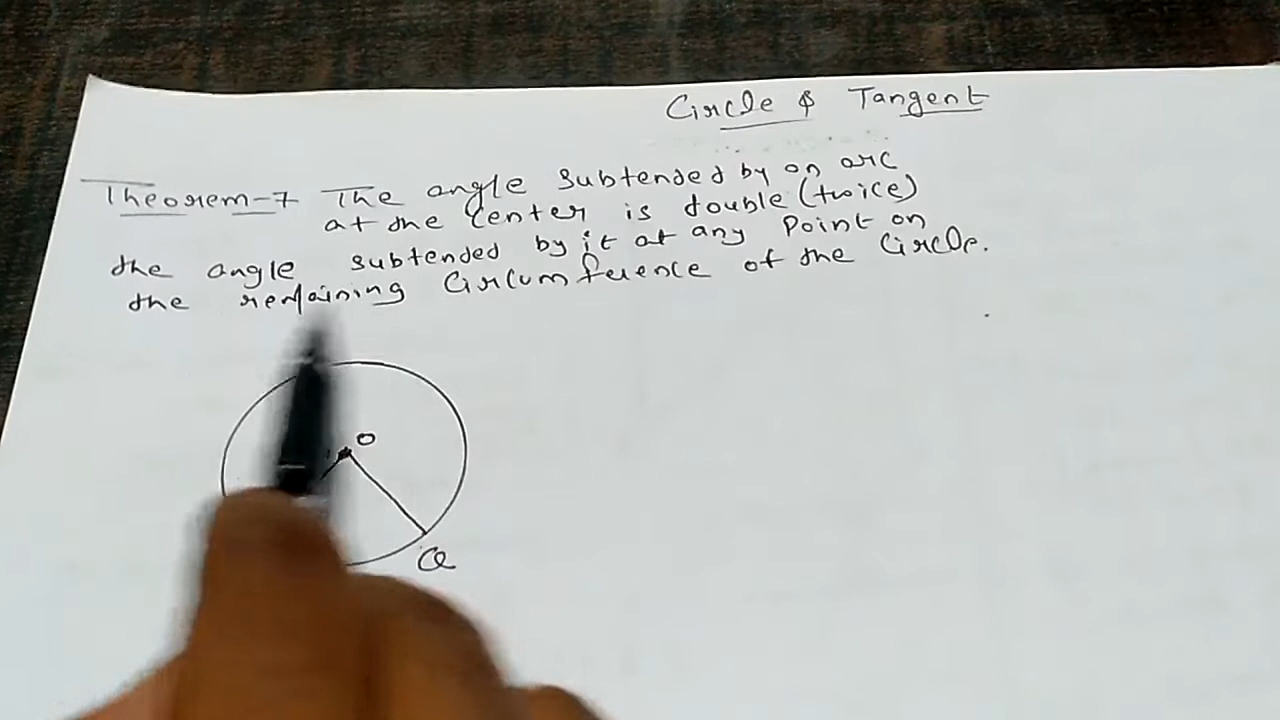 Circle & Tangent
Theorem-7 The angle subtended by on arc
at the center is double (twice)
the angle subtended by it at any point on
the remaining Circumference of the Circle.
O
Q